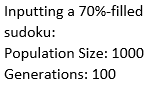 Inputting a 70%-filled
sudoku:
Population Size: 1000
Generations: 100